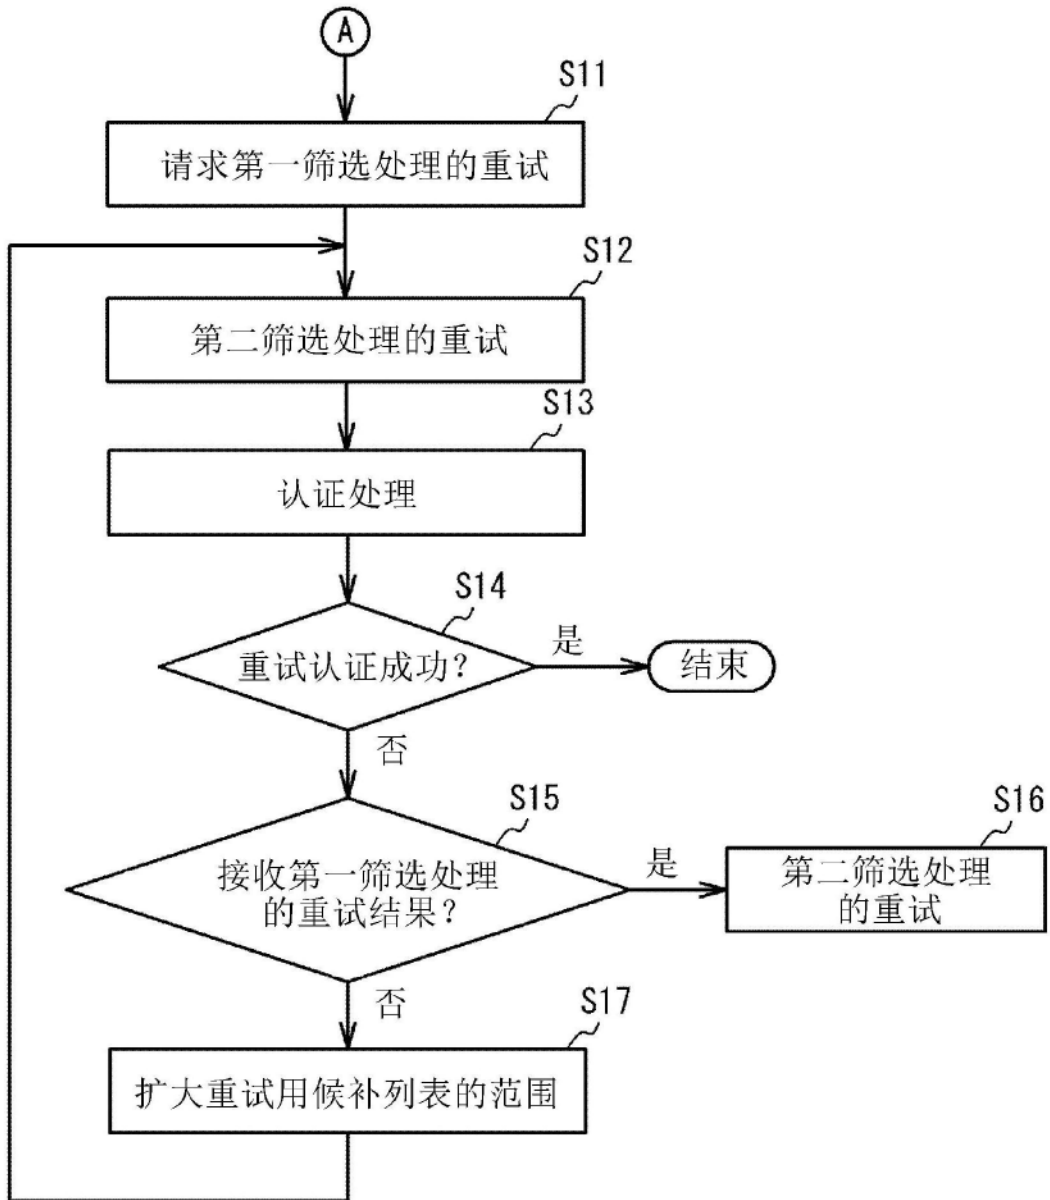 A
S11
请求第一筛选处理的重试
S12
第二筛选处理的重试
S13
认证处理
S14
重试认证成功?
是
结束
否
S15
接收第一筛选处理
的重试结果?
是
S16
第二筛选处理
的重试
否
S17
扩大重试用候补列表的范围